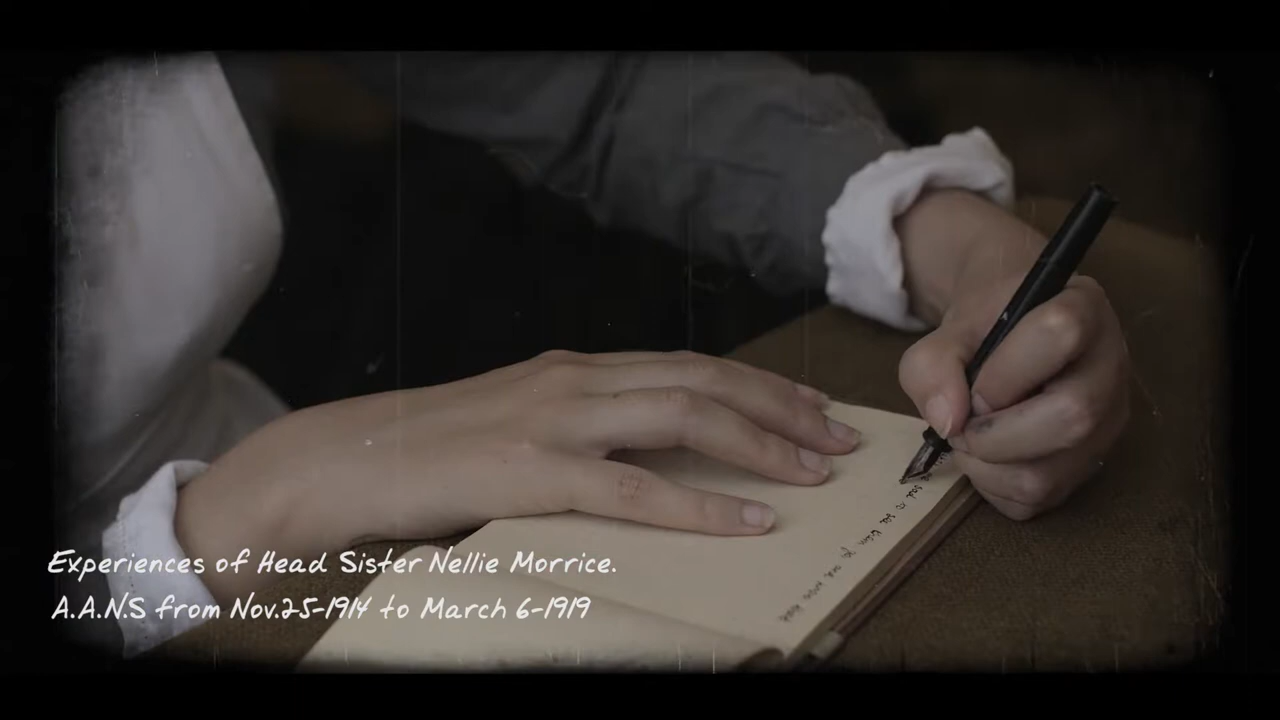 Experiences of Head Sister Nellie Morrice.
A.A.N.S from Nov.25-1914 to March 6-1919